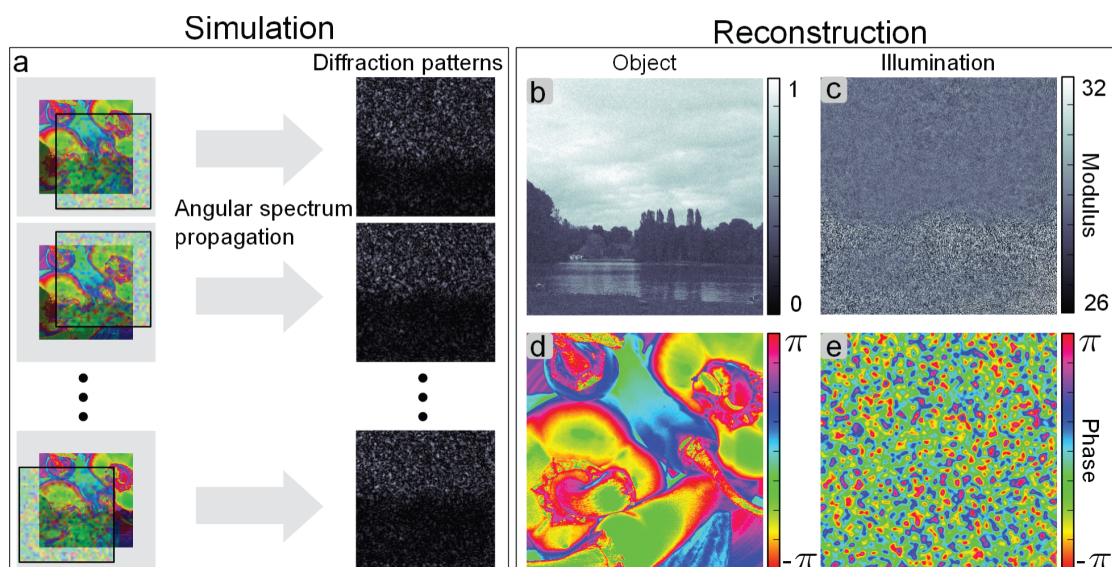 Simulation
Reconstruction
a
Diffraction patterns
Angular spectrum
propagation
Object
Illumination
b
1
0
c
32
Modulus
26
d
π
-π
e
π
Phase
-π